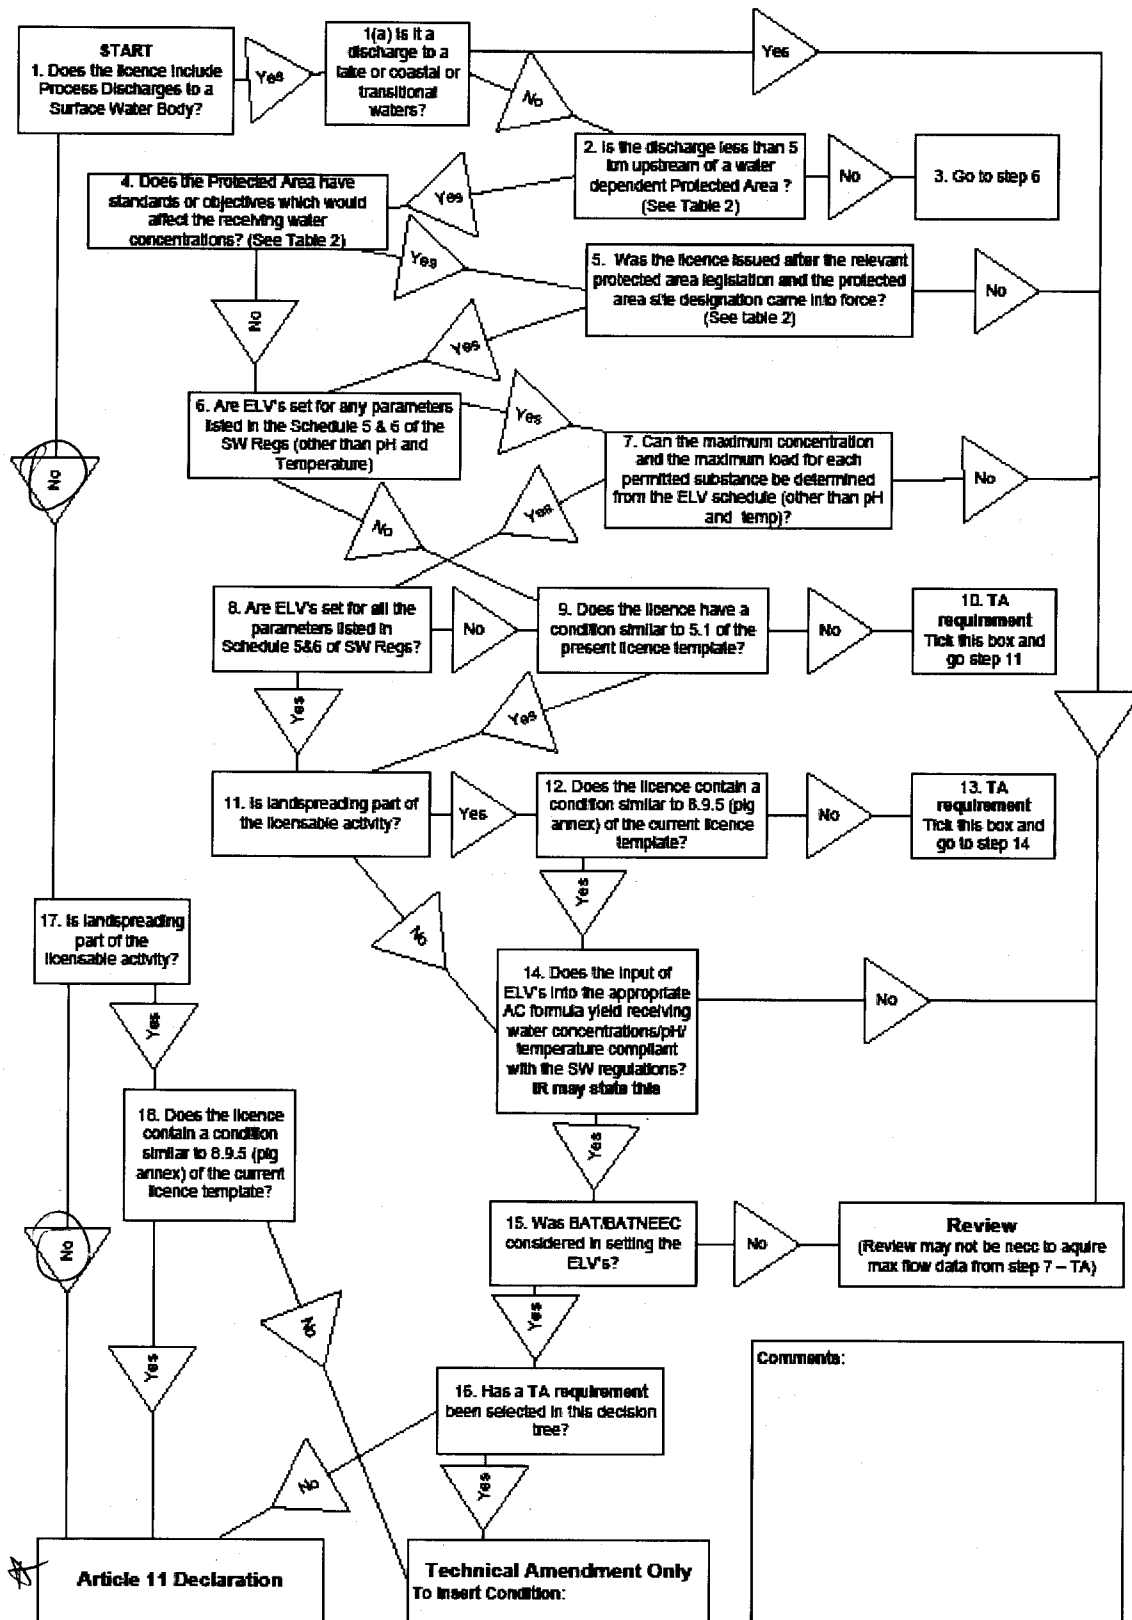 START
1. Does the licence include
Process Discharges to a
Surface Water Body?
Yes
1(a) Is it a
discharge to a
lake or coastal or
transitional
waters?
Yes
No
2. Is the discharge less than 5
km upstream of a water
dependent Protected Area ?
(See Table 2)
No
3. Go to step 6
Yes
4. Does the Protected Area have
standards or objectives which would
affect the receiving water
concentrations? (See Table 2)
Yes
5. Was the licence issued after the relevant
protected area legislation and the protected
area site designation came into force?
(See table 2)
No
No
Yes
6. Are ELV's set for any parameters
listed in the Schedule 5 & 6 of the
SW Regs (other than pH and
Temperature)
Yes
7. Can the maximum concentration
and the maximum load for each
permitted substance be determined
from the ELV schedule (other than pH
and temp)?
No
No
Yes
No
8. Are ELV's set for all the
parameters listed in
Schedule 5&6 of SW Regs?
No
9. Does the licence have a
condition similar to 5.1 of the
present licence template?
No
10. TA
requirement
Tick this box and
go step 11
Yes
Yes
11. Is landspreading part of
the licensable activity?
Yes
12. Does the licence contain a
condition similar to 8.9.5 (pig
annex) of the current licence
template?
No
13. TA
requirement
Tick this box and
go to step 14
Yes
No
17. Is landspreading
part of the
licensable activity?
14. Does the input of
ELV's into the appropriate
AC formula yield receiving
water concentrations/pH/
temperature compliant
with the SW regulations?
IR may state this
No
Yes
18. Does the licence
contain a condition
similar to 8.9.5 (pig
annex) of the current
licence template?
Yes
No
15. Was BAT/BATNEEC
considered in setting the
ELV's?
No
Review
(Review may not be necc to aquire
max flow data from step 7 – TA)
Yes
No
Yes
Comments:
16. Has a TA requirement
been selected in this decision
tree?
No
Yes
Article 11 Declaration
Technical Amendment Only
To Insert Condition: